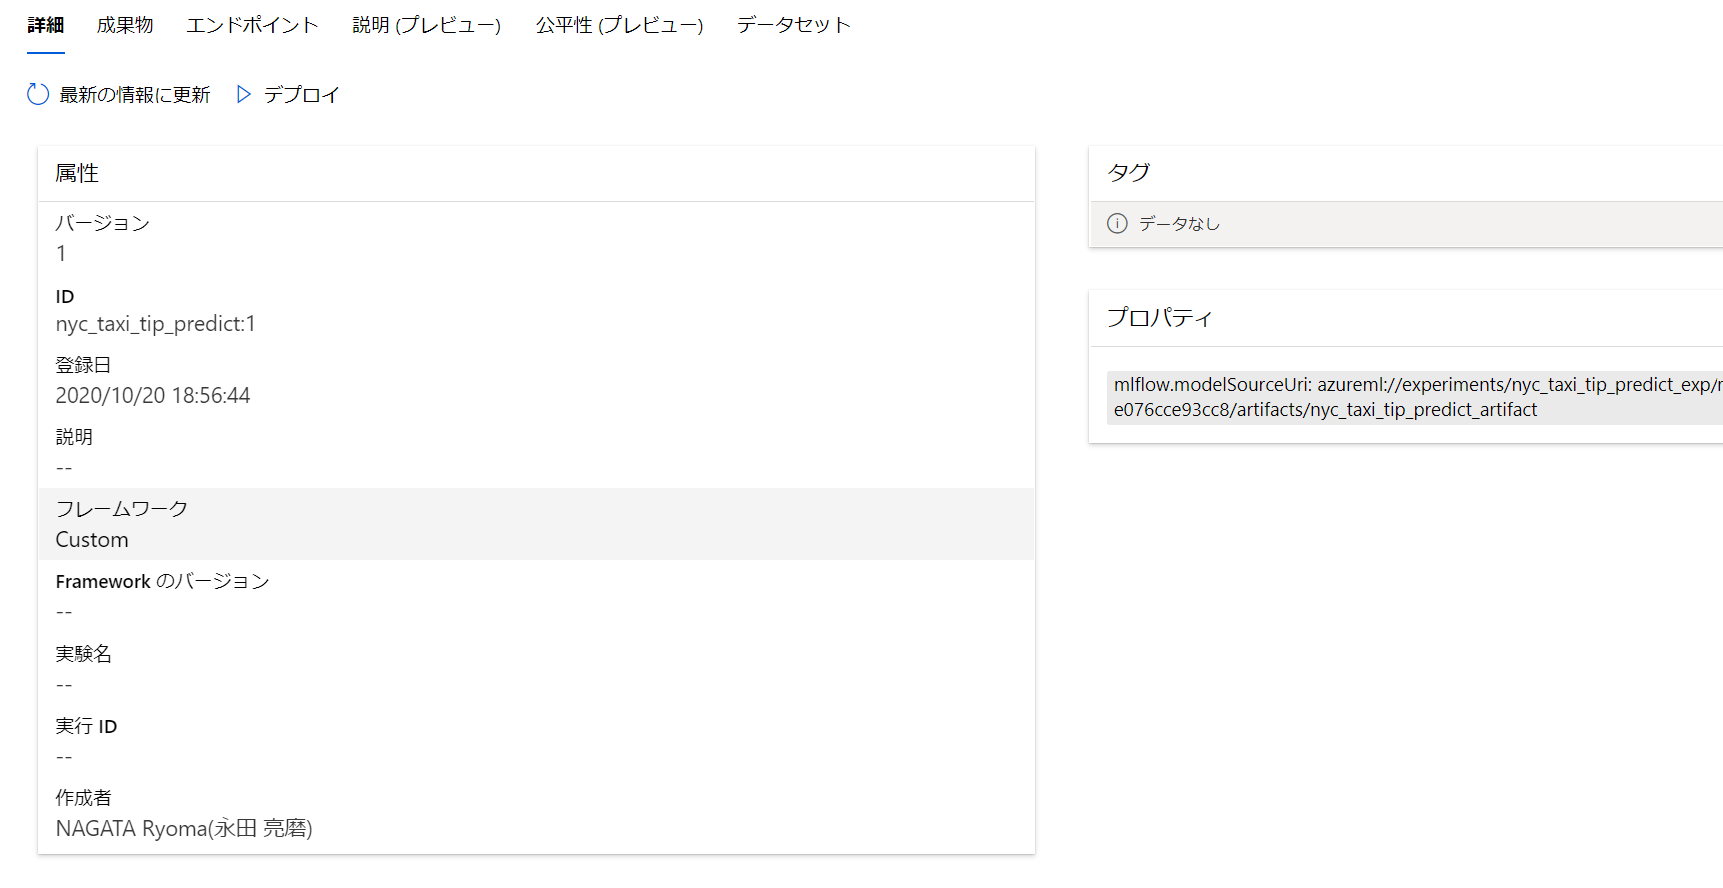 詳細 成果物 エンドポイント 説明 (プレビュー) 公平性 (プレビュー) データセット
最新の情報に更新 デプロイ
属性
バージョン
1
ID
nyc_taxi_tip_predict:1
登録日
2020/10/20 18:56:44
説明
--
フレームワーク
Custom
Framework のバージョン
--
実験名
--
実行 ID
--
作成者
NAGATA Ryoma(永田 亮磨)
タグ
データなし
プロパティ
mlflow.modelSourceUri: azureml://experiments/nyc_taxi_tip_predict_exp/
e076cce93cc8/artifacts/nyc_taxi_tip_predict_artifact